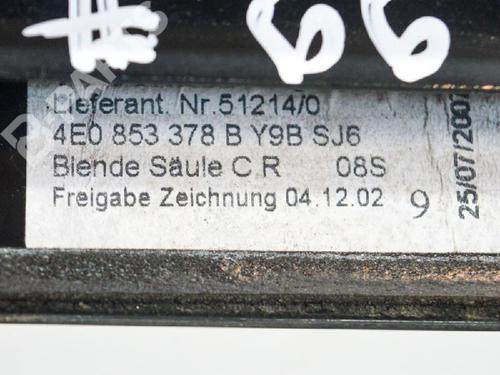 # 99
Lieferant. Nr.51214/0
4E0 853 378 B Y9B SJ6
Blende Säule C R 08S
Freigabe Zeichnung 04.12.02 9
25/07/2007